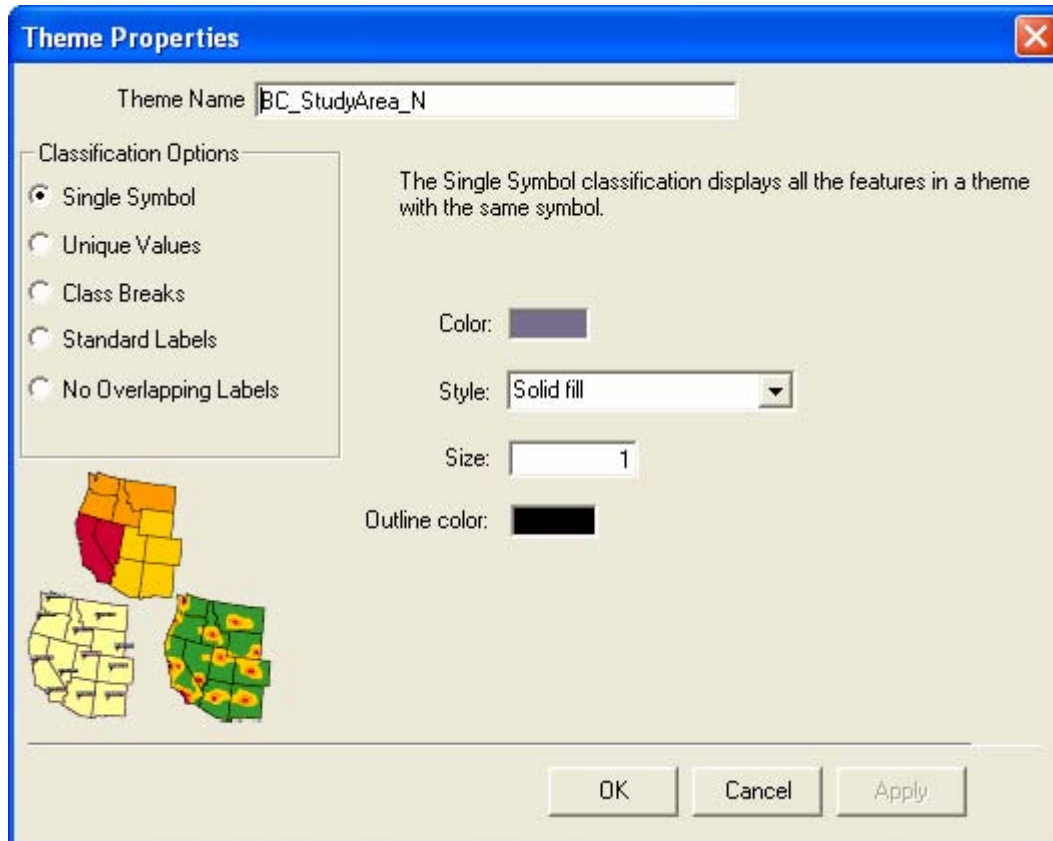 Theme Properties
Theme Name BC_StudyArea_N
Classification Options
Single Symbol
Unique Values
Class Breaks
Standard Labels
No Overlapping Labels
The Single Symbol classification displays all the features in a theme
with the same symbol.
Color:
Style: Solid fill
Size: 1
Outline color:
OK Cancel Apply